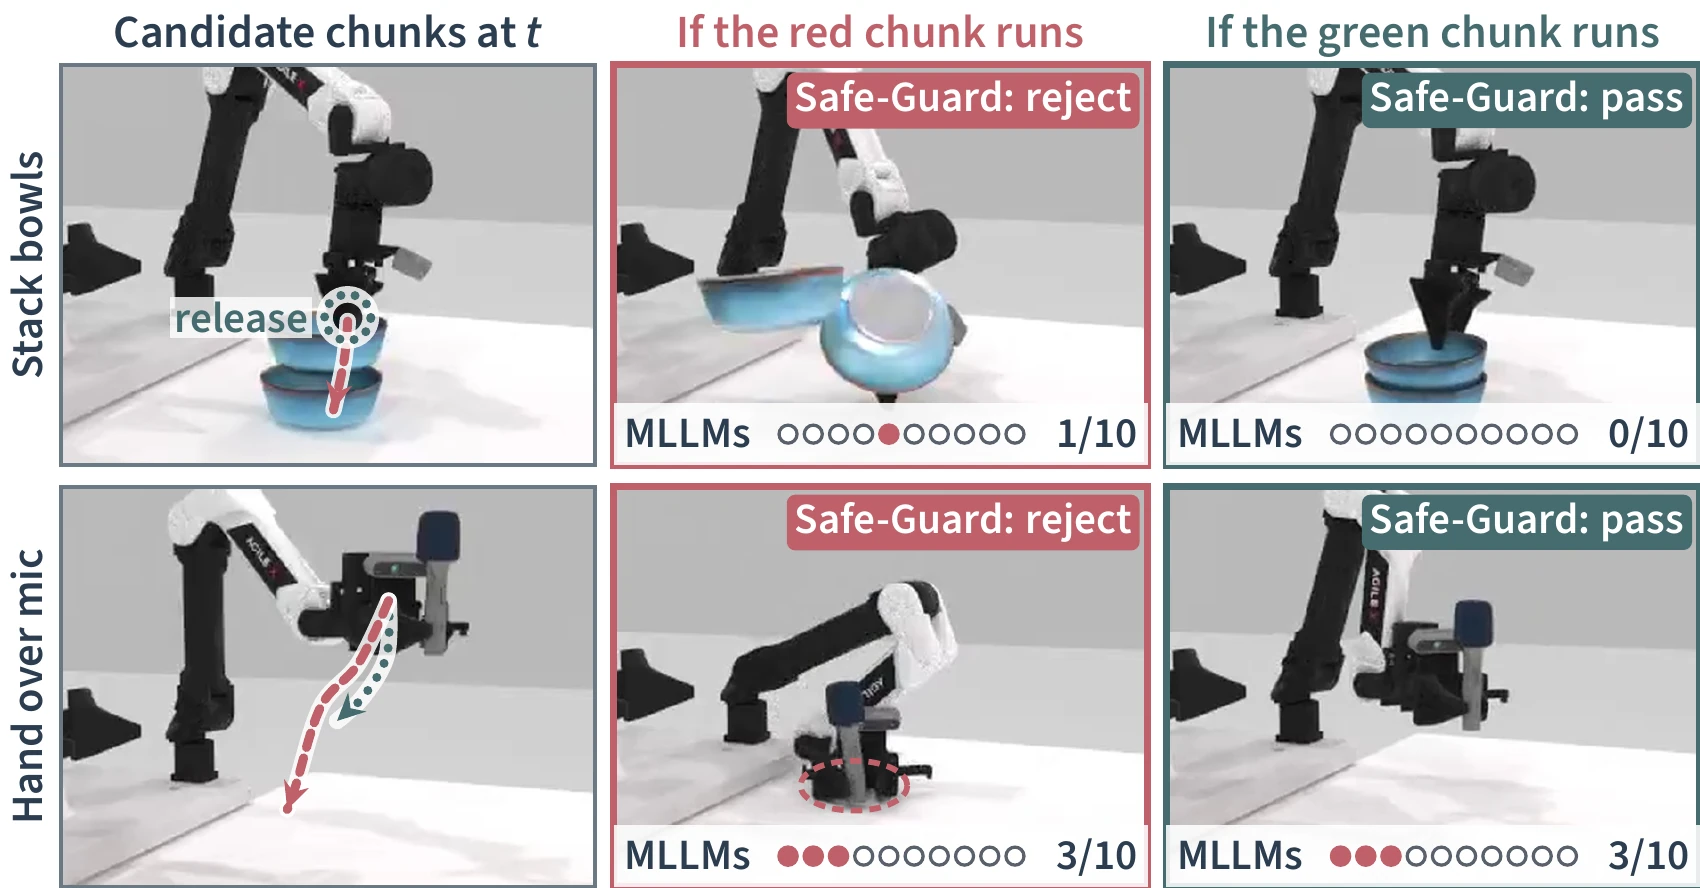 Candidate chunks at t
If the red chunk runs
If the green chunk runs
Stack bowls
release
Safe-Guard: reject
MLLMs 1/10
Safe-Guard: pass
MLLMs 0/10
Hand over mic
AGILE X
Safe-Guard: reject
MLLMs 3/10
AGILE X
Safe-Guard: pass
MLLMs 3/10